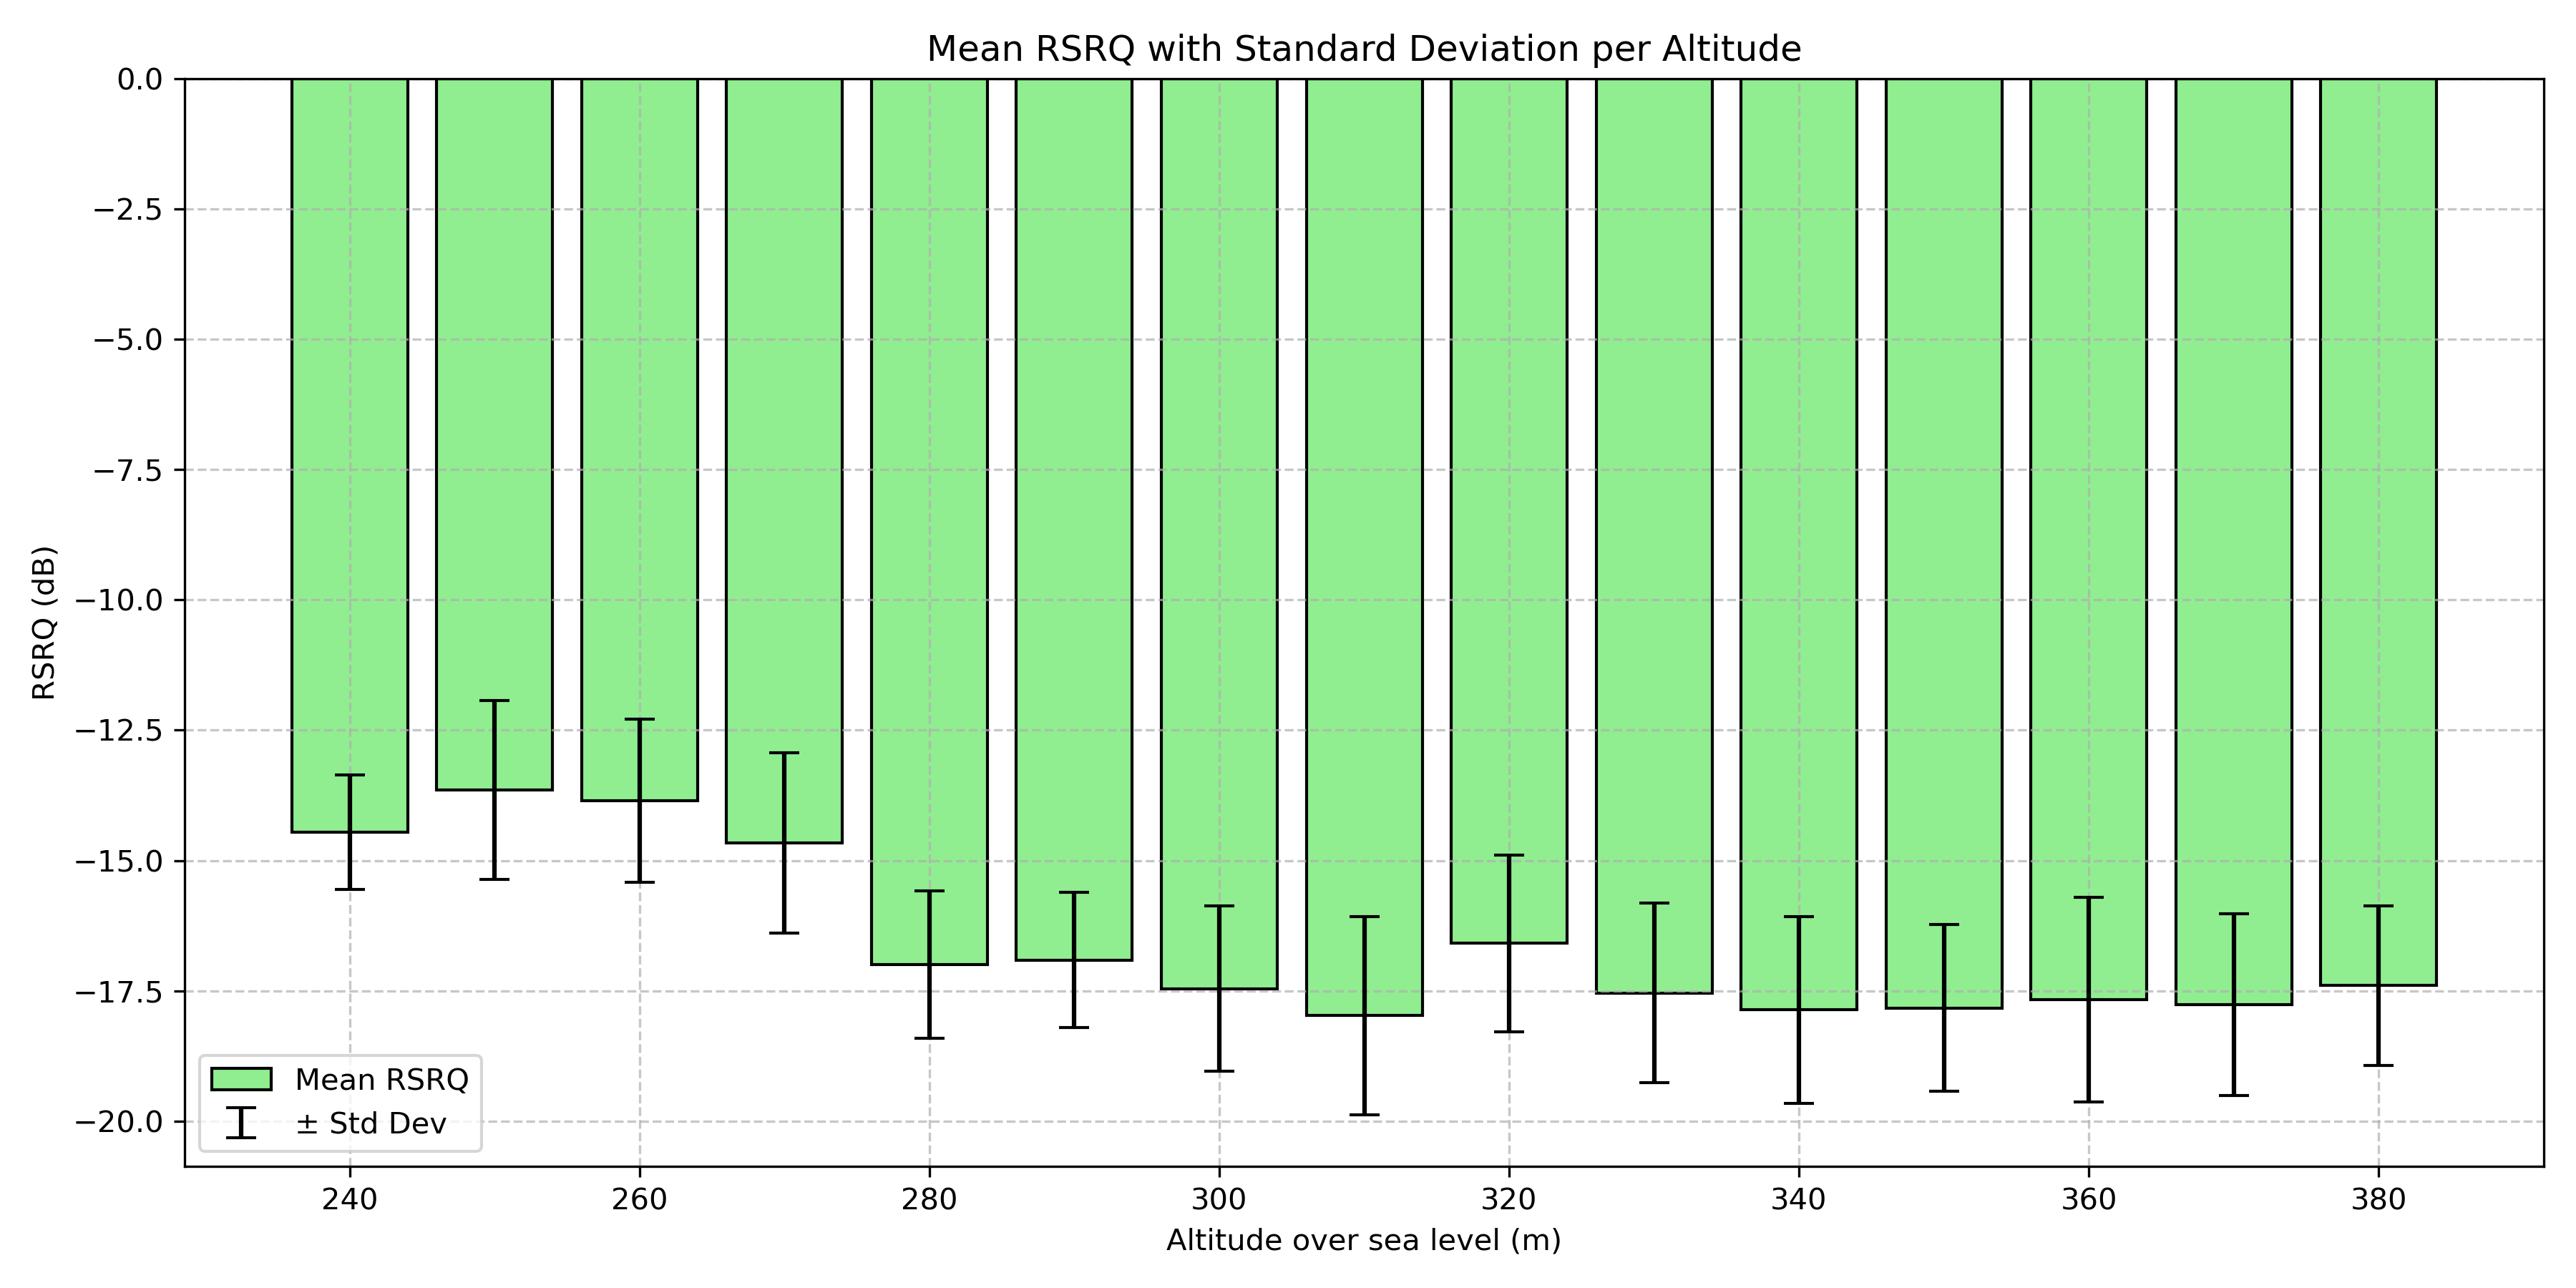 Mean RSRQ with Standard Deviation per Altitude
0.0
−2.5
−5.0
−7.5
−10.0
−12.5
−15.0
−17.5
−20.0
RSRQ (dB)
Mean RSRQ
± Std Dev
240 260 280 300 320 340 360 380
Altitude over sea level (m)